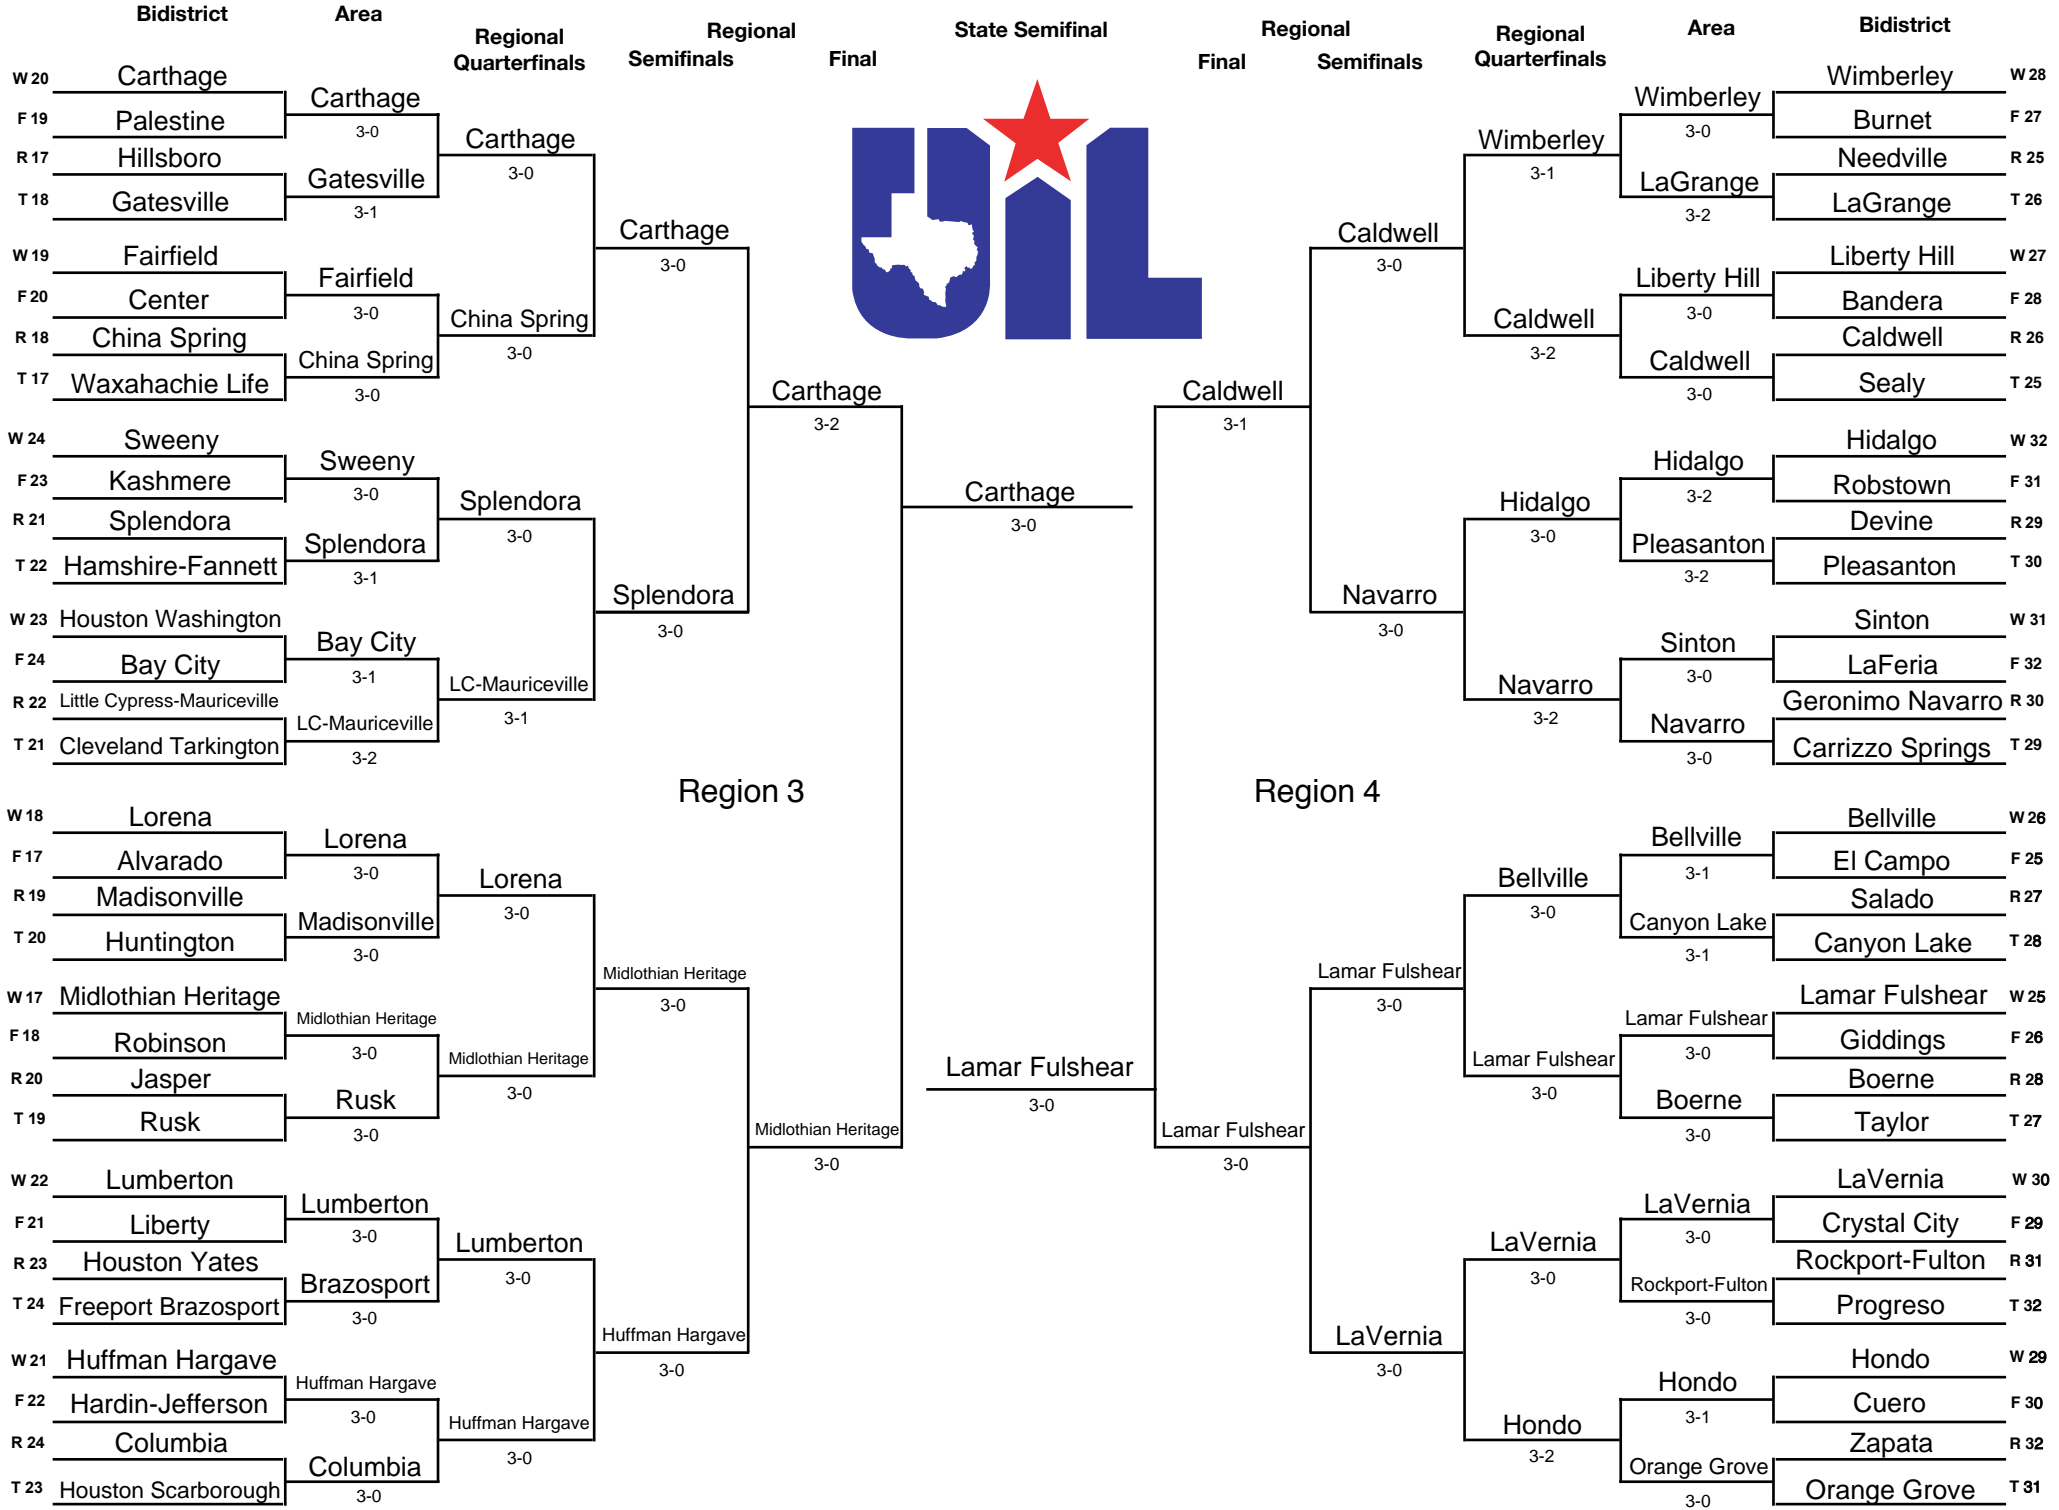 Bidistrict
Area
Regional
Quarterfinals
Regional
Semifinals
Final
State Semifinal
Regional
Final
Semifinals
Regional
Quarterfinals
Area
Bidistrict
UIL
W 20 Carthage
F 19 Palestine
R 17 Hillsboro
T 18 Gatesville
W 19 Fairfield
F 20 Center
R 18 China Spring
T 17 Waxahachie Life
W 24 Sweeny
F 23 Kashmere
R 21 Splendora
T 22 Hamshire-Fannett
W 23 Houston Washington
F 24 Bay City
R 22 Little Cypress-Mauriceville
T 21 Cleveland Tarkington
W 18 Lorena
F 17 Alvarado
R 19 Madisonville
T 20 Huntington
W 17 Midlothian Heritage
F 18 Robinson
R 20 Jasper
T 19 Rusk
W 22 Lumberton
F 21 Liberty
R 23 Houston Yates
T 24 Freeport Brazosport
W 21 Huffman Hargave
F 22 Hardin-Jefferson
R 24 Columbia
T 23 Houston Scarborough
Carthage
3-0
Gatesville
3-1
Fairfield
3-0
China Spring
3-0
Sweeny
3-0
Splendora
3-1
Bay City
3-1
LC-Mauriceville
3-2
Lorena
3-0
Madisonville
3-0
Midlothian Heritage
3-0
Rusk
3-0
Lumberton
3-0
Brazosport
3-0
Huffman Hargave
3-0
Columbia
3-0
Carthage
3-0
China Spring
3-0
Splendora
3-0
LC-Mauriceville
3-1
Lorena
3-0
Midlothian Heritage
3-0
Lumberton
3-0
Huffman Hargave
3-0
Carthage
3-0
Splendora
3-0
Midlothian Heritage
3-0
Huffman Hargave
3-0
Region 3
Carthage
3-2
Midlothian Heritage
3-0
Carthage
3-0
Lamar Fulshear
3-0
Caldwell
3-1
Lamar Fulshear
3-0
Region 4
Caldwell
3-0
Navarro
3-0
Lamar Fulshear
3-0
LaVernia
3-0
Wimberley
3-1
Caldwell
3-2
Hidalgo
3-0
Navarro
3-2
Bellville
3-0
Lamar Fulshear
3-0
LaVernia
3-0
Hondo
3-2
Wimberley
3-0
LaGrange
3-2
Liberty Hill
3-0
Caldwell
3-0
Hidalgo
3-2
Pleasanton
3-2
Sinton
3-0
Navarro
3-0
Bellville
3-1
Canyon Lake
3-1
Lamar Fulshear
3-0
Boerne
3-0
LaVernia
3-0
Rockport-Fulton
3-0
Hondo
3-1
Orange Grove
3-0
Wimberley W 28
Burnet F 27
Needville R 25
LaGrange T 26
Liberty Hill W 27
Bandera F 28
Caldwell R 26
Sealy T 25
Hidalgo W 32
Robstown F 31
Devine R 29
Pleasanton T 30
Sinton W 31
LaFeria F 32
Geronimo Navarro R 30
Carrizzo Springs T 29
Bellville W 26
El Campo F 25
Salado R 27
Canyon Lake T 28
Lamar Fulshear W 25
Giddings F 26
Boerne R 28
Taylor T 27
LaVernia W 30
Crystal City F 29
Rockport-Fulton R 31
Progreso T 32
Hondo W 29
Cuero F 30
Zapata R 32
Orange Grove T 31